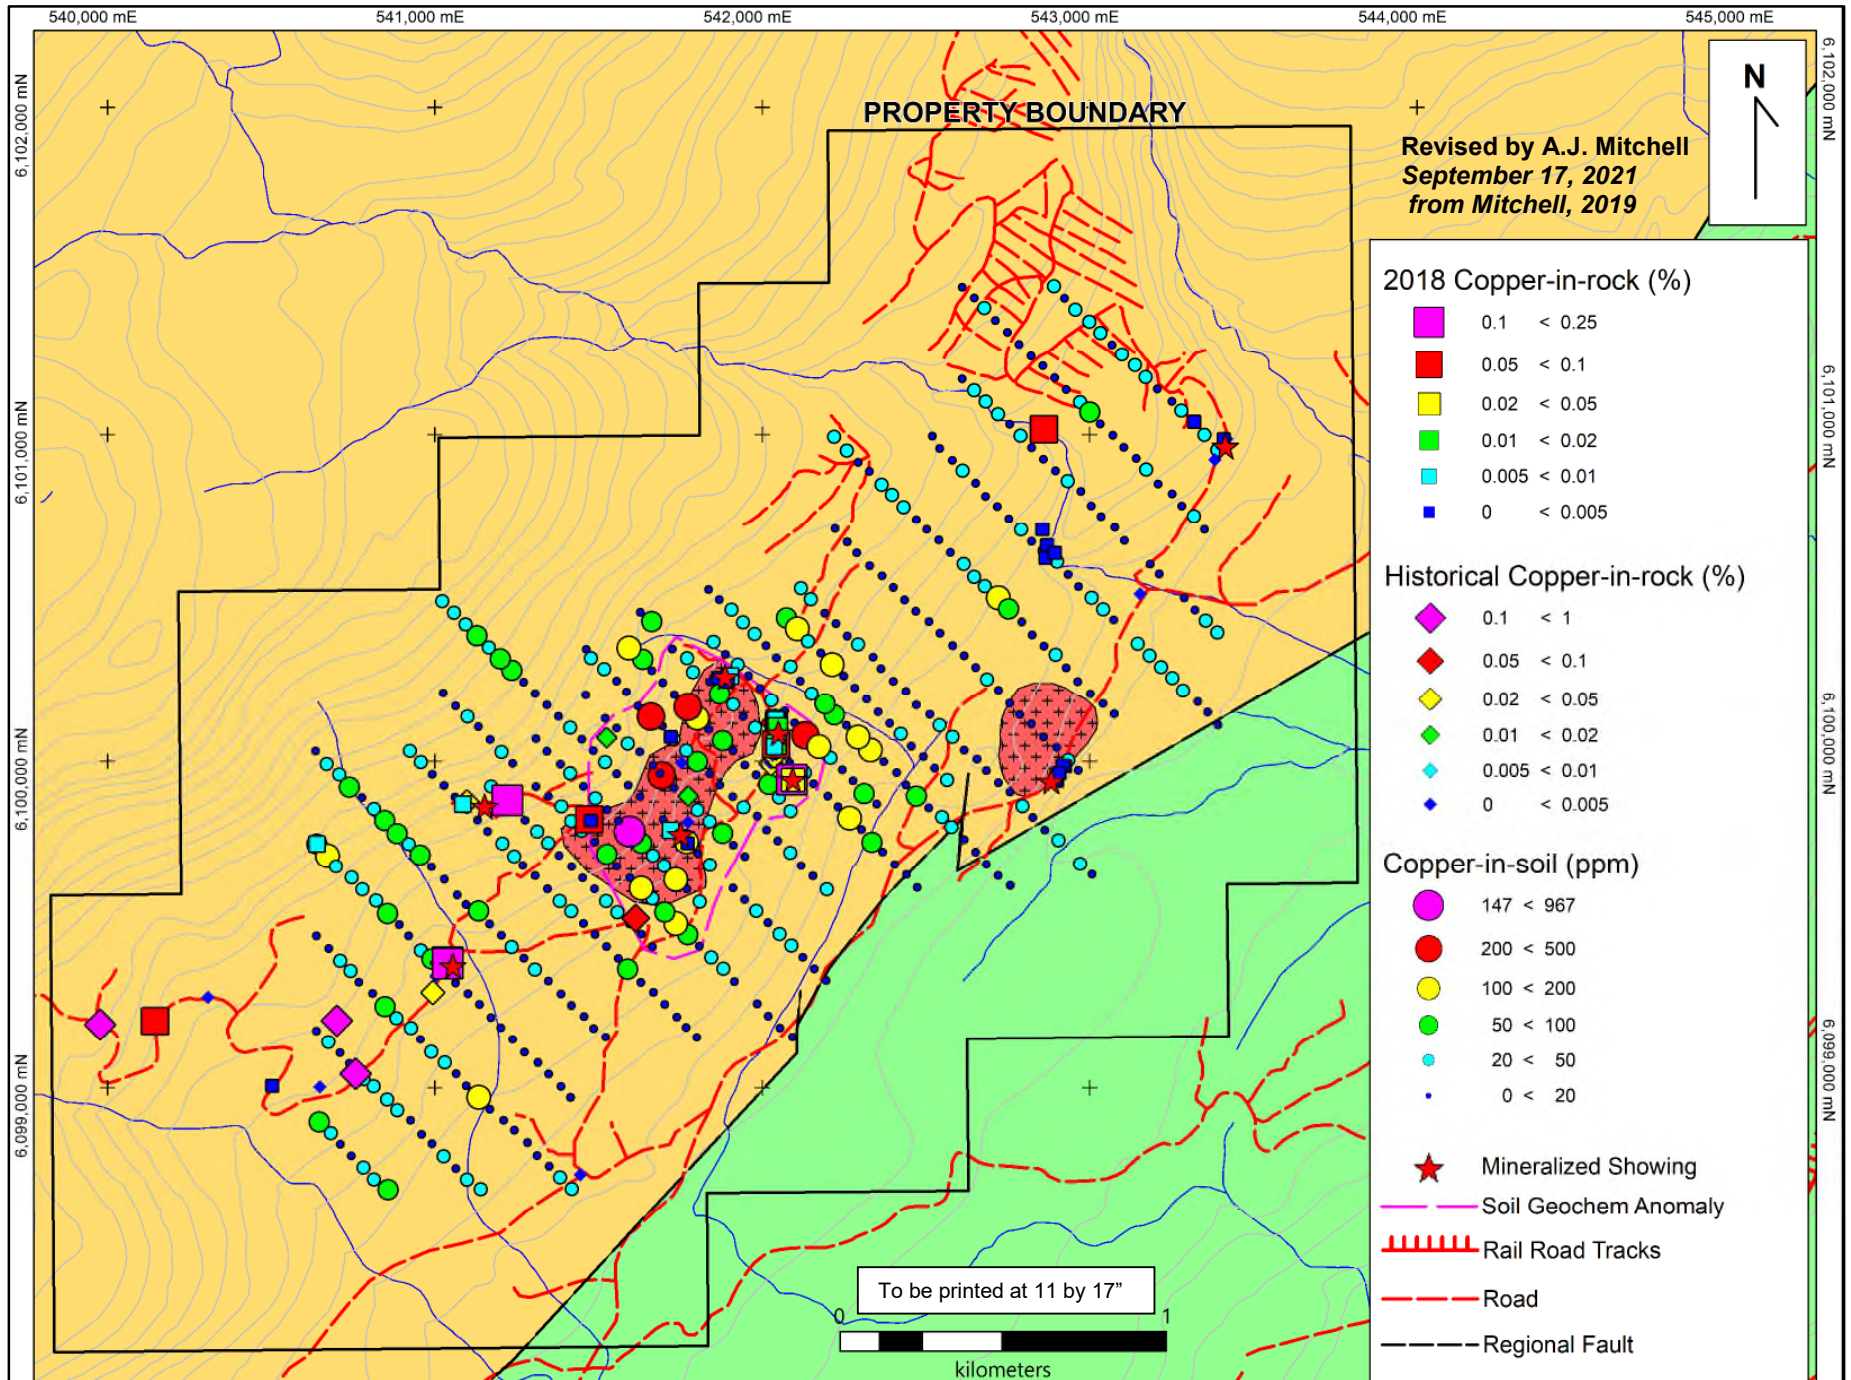 540,000 mE 541,000 mE 542,000 mE 543,000 mE 544,000 mE 545,000 mE
6,102,000 mN
6,101,000 mN
6,100,000 mN
6,099,000 mN
6,102,000 mN
6,101,000 mN
6,100,000 mN
6,099,000 mN
PROPERTY BOUNDARY
N
Revised by A.J. Mitchell
September 17, 2021
from Mitchell, 2019
2018 Copper-in-rock (%)
0.1 < 0.25
0.05 < 0.1
0.02 < 0.05
0.01 < 0.02
0.005 < 0.01
0 < 0.005
Historical Copper-in-rock (%)
0.1 < 1
0.05 < 0.1
0.02 < 0.05
0.01 < 0.02
0.005 < 0.01
0 < 0.005
Copper-in-soil (ppm)
147 < 967
200 < 500
100 < 200
50 < 100
20 < 50
0 < 20
Mineralized Showing
Soil Geochem Anomaly
Rail Road Tracks
Road
Regional Fault
To be printed at 11 by 17”
0 1
kilometers